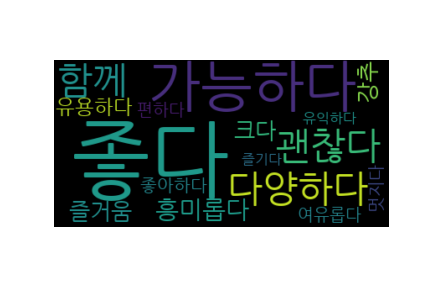 함께
가능하다
강추
유용하다
편하다
유익하다
좋다
크다
괜찮다
즐기다
좋아하다
다양하다
멋지다
즐거움
흥미롭다
여유롭다